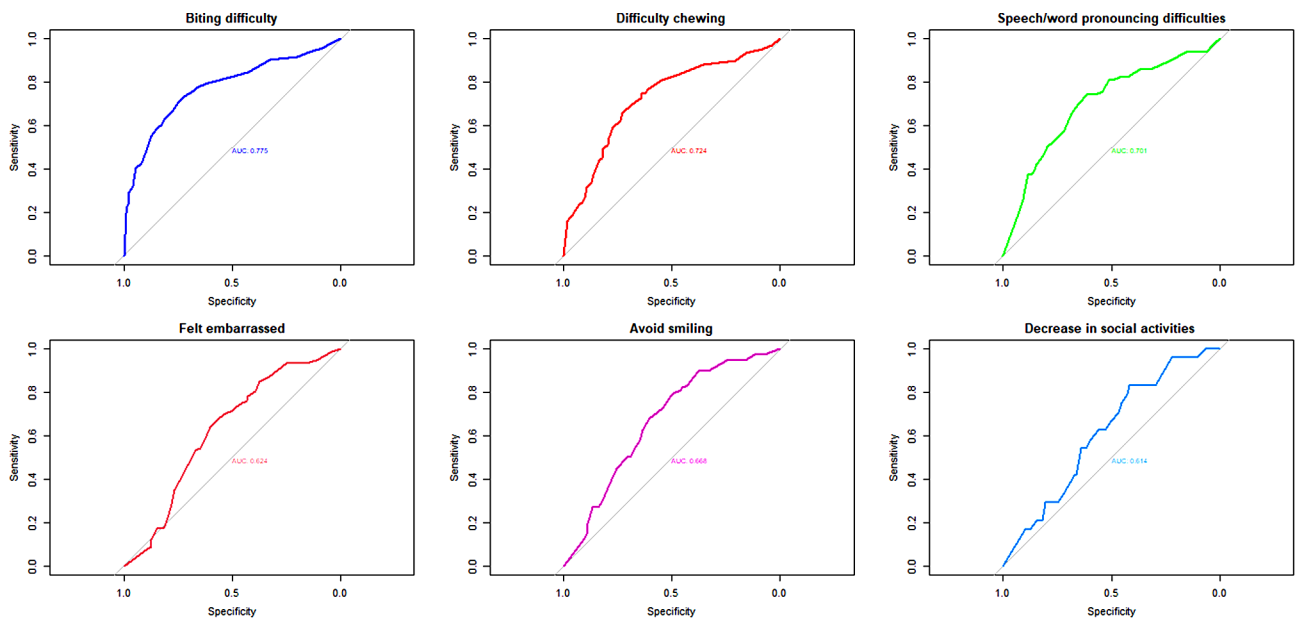 Biting difficulty
1.0
0.8
0.6
0.4
0.2
0.0
Sensitivity
AUC: 0.775
1.0 0.5 0.0
Specificity
Difficulty chewing
1.0
0.8
0.6
0.4
0.2
0.0
Sensitivity
AUC: 0.724
1.0 0.5 0.0
Specificity
Speech/word pronouncing difficulties
1.0
0.8
0.6
0.4
0.2
0.0
Sensitivity
AUC: 0.701
1.0 0.5 0.0
Specificity
Felt embarrassed
1.0
0.8
0.6
0.4
0.2
0.0
Sensitivity
AUC: 0.624
1.0 0.5 0.0
Specificity
Avoid smiling
1.0
0.8
0.6
0.4
0.2
0.0
Sensitivity
AUC: 0.668
1.0 0.5 0.0
Specificity
Decrease in social activities
1.0
0.8
0.6
0.4
0.2
0.0
Sensitivity
AUC: 0.614
1.0 0.5 0.0
Specificity